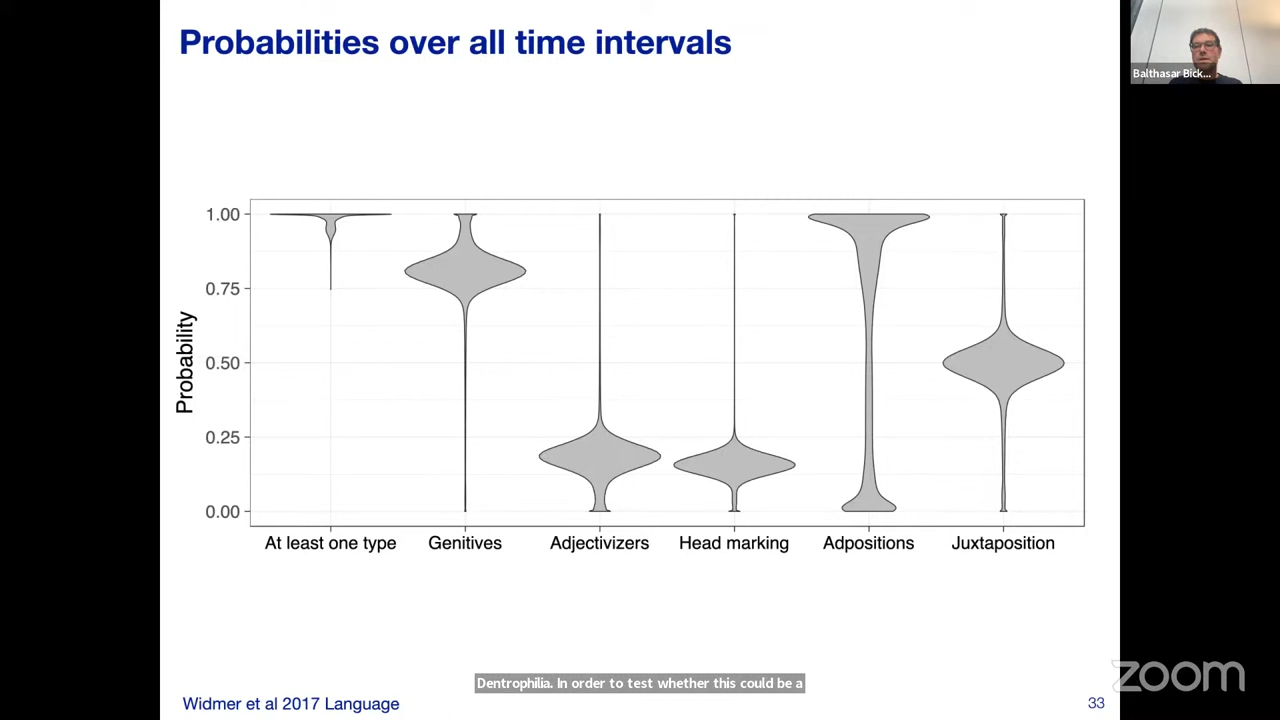 Probabilities over all time intervals
Balthasar Bick...
Probability
1.00
0.75
0.50
0.25
0.00
At least one type Genitives Adjectivizers Head marking Adpositions Juxtaposition
Dentrophilia. In order to test whether this could be a
Widmer et al 2017 Language
33
zoom